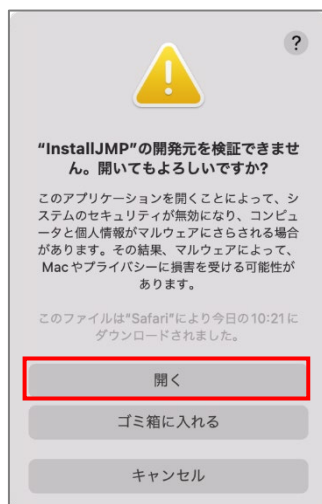 ?
“InstallJMP”の開発元を検証できませ
ん。開いてもよろしいですか?
このアプリケーションを開くことによって、シ
ステムのセキュリティが無効になり、コンピュ
ータと個人情報がマルウェアにさらされる場合
があります。その結果、マルウェアによって、
Macやプライバシーに損害を受ける可能性が
あります。
このファイルは“Safari”により今日の10:21に
ダウンロードされました。
開く
ゴミ箱に入れる
キャンセル